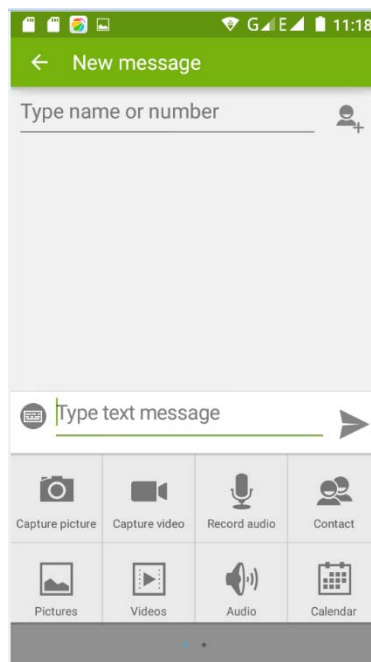 G E 11:18
New message
Type name or number
Type text message
Capture picture Capture video Record audio Contact
Pictures Videos Audio Calendar